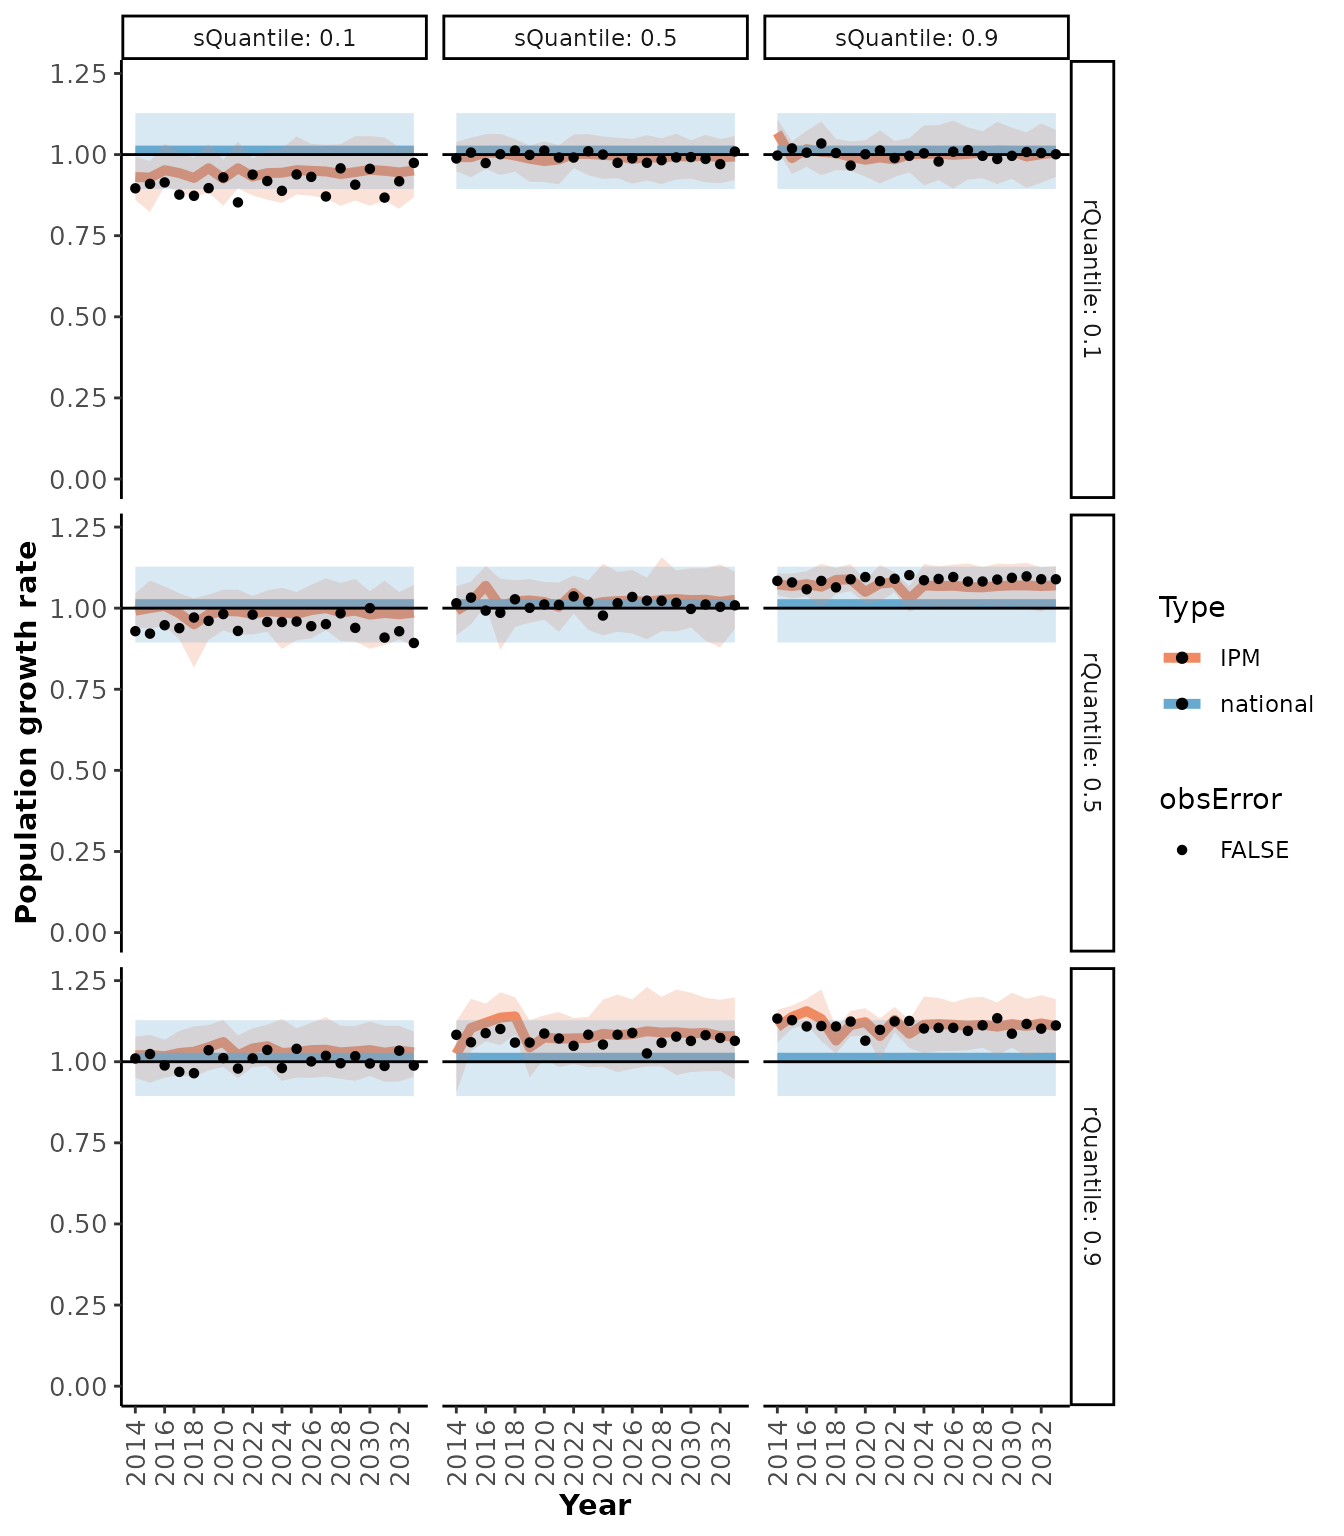 sQuantile: 0.1
sQuantile: 0.5
sQuantile: 0.9
1.25
1.00
0.75
0.50
0.25
0.00
rQuantile: 0.1
1.25
1.00
0.75
0.50
0.25
0.00
rQuantile: 0.5
1.25
1.00
0.75
0.50
0.25
0.00
rQuantile: 0.9
Population growth rate
2014 2016 2018 2020 2022 2024 2026 2028 2030 2032
2014 2016 2018 2020 2022 2024 2026 2028 2030 2032
2014 2016 2018 2020 2022 2024 2026 2028 2030 2032
Year
Type
IPM
national
obsError
FALSE